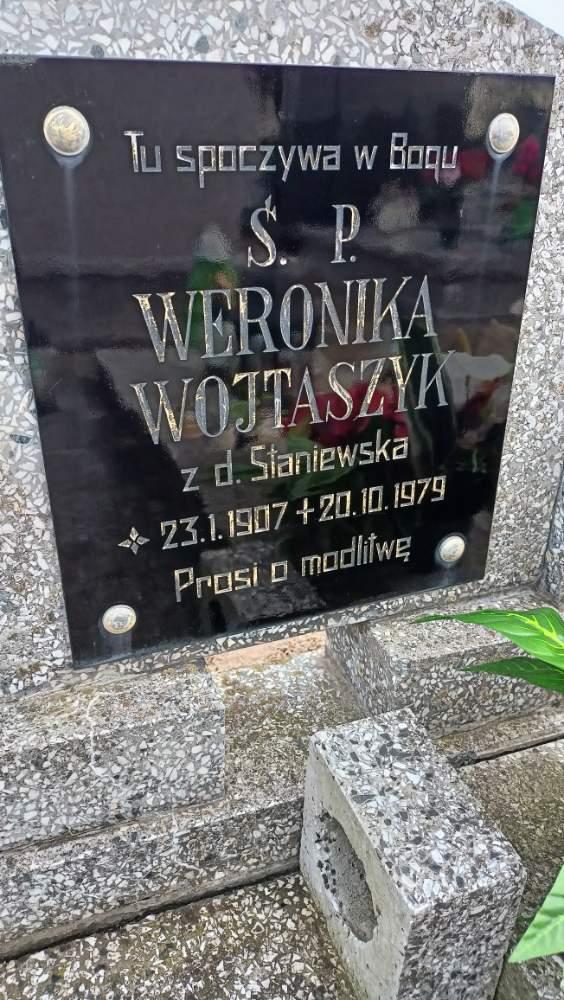 Tu spoczywa w Bogu
Ś. P.
WERONIKA
WOJTASZYK
z d. Staniewska
23.1.1907 + 20.10.1979
Prosi o modlitwę